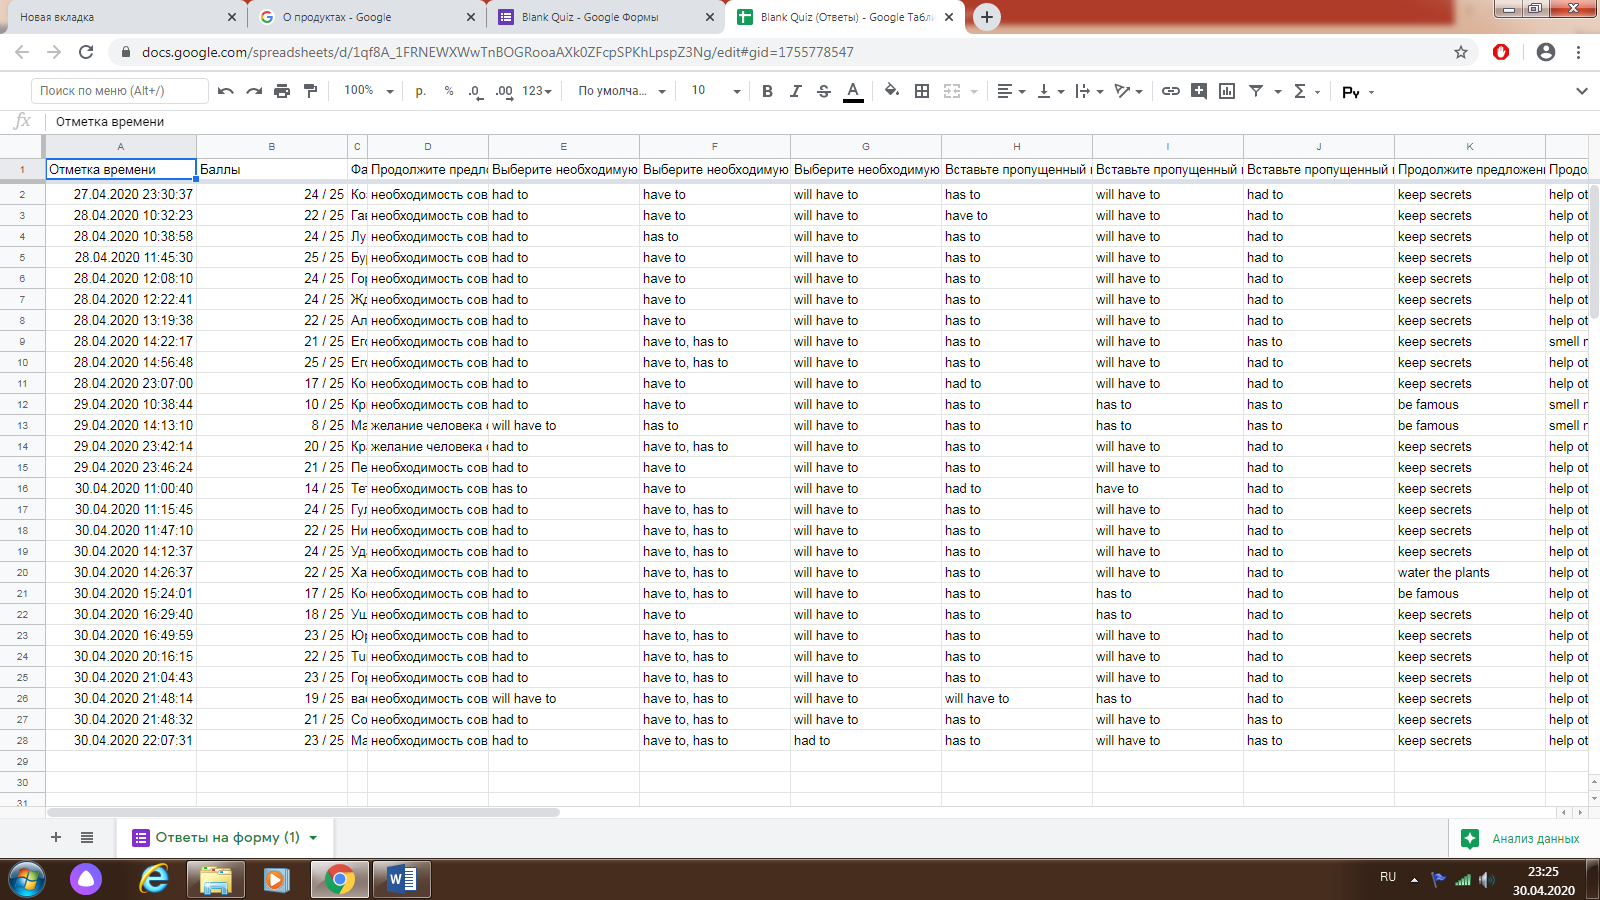 Новая вкладка
О продуктах - Google
Blank Quiz - Google Формы
Blank Quiz (Ответы) - Google Табли
docs.google.com/spreadsheets/d/1qf8A_1FRNEWXWwTnBOGRooaAXk0ZFcpSPKhLpspZ3Ng/edit#gid=1755778547
Поиск по меню (Alt+/) 100% р. % .0 .00 123 По умолча... 10 B I S A Ру
fx Отметка времени
A B C D E F G H I J K
1 Отметка времени Баллы Фа Продолжите предло Выберите необходимую Выберите необходимую Выберите необходимую Вставьте пропущенный Вставьте пропущенный Вставьте пропущенный Продолжите предложен Продо
2 27.04.2020 23:30:37 24 / 25 Ко необходимость сов had to have to will have to has to will have to had to keep secrets help ot
3 28.04.2020 10:32:23 22 / 25 Га необходимость сов had to have to will have to have to will have to had to keep secrets help ot
4 28.04.2020 10:38:58 24 / 25 Лу необходимость сов had to has to will have to has to will have to had to keep secrets help ot
5 28.04.2020 11:45:30 25 / 25 Бу необходимость сов had to have to will have to has to will have to had to keep secrets help ot
6 28.04.2020 12:08:10 24 / 25 Гор необходимость сов had to have to will have to has to will have to had to keep secrets help ot
7 28.04.2020 12:22:41 24 / 25 Жд необходимость сов had to have to will have to has to will have to had to keep secrets help ot
8 28.04.2020 13:19:38 22 / 25 Ал необходимость сов had to have to will have to has to will have to had to keep secrets help ot
9 28.04.2020 14:22:17 21 / 25 Его необходимость сов had to have to, has to will have to has to will have to has to keep secrets smell n
10 28.04.2020 14:56:48 25 / 25 Его необходимость сов had to have to, has to will have to has to will have to had to keep secrets help ot
11 28.04.2020 23:07:00 17 / 25 Ко необходимость сов had to have to will have to had to will have to had to keep secrets help ot
12 29.04.2020 10:38:44 10 / 25 Кр необходимость сов had to have to will have to has to has to has to be famous smell n
13 29.04.2020 14:13:10 8 / 25 Ма желание человека will have to has to will have to has to has to has to be famous smell n
14 29.04.2020 23:42:14 20 / 25 Кра желание человека had to have to, has to will have to has to will have to had to keep secrets help ot
15 29.04.2020 23:46:24 21 / 25 Пе необходимость сов had to have to will have to has to will have to had to keep secrets help ot
16 30.04.2020 11:00:40 14 / 25 Тет необходимость сов has to have to will have to had to have to had to keep secrets help ot
17 30.04.2020 11:15:45 24 / 25 Гул необходимость сов had to have to, has to will have to has to will have to had to keep secrets help ot
18 30.04.2020 11:47:10 22 / 25 Ни необходимость сов had to have to, has to will have to has to will have to had to keep secrets help ot
19 30.04.2020 14:12:37 24 / 25 Уда необходимость сов had to have to, has to will have to has to will have to had to keep secrets help ot
20 30.04.2020 14:26:37 22 / 25 Ха необходимость сов had to have to, has to will have to has to will have to had to water the plants help ot
21 30.04.2020 15:24:01 17 / 25 Кос необходимость сов had to have to, has to will have to has to has to had to be famous help ot
22 30.04.2020 16:29:40 18 / 25 Уш необходимость сов had to have to will have to has to has to had to keep secrets help ot
23 30.04.2020 16:49:59 23 / 25 Юр необходимость сов had to have to, has to will have to has to will have to had to keep secrets help ot
24 30.04.2020 20:16:15 22 / 25 Tu необходимость сов had to have to, has to will have to has to will have to had to keep secrets help ot
25 30.04.2020 21:04:43 23 / 25 Гор необходимость сов had to have to, has to will have to has to will have to had to keep secrets help ot
26 30.04.2020 21:48:14 19 / 25 вас необходимость сов will have to have to, has to will have to will have to has to had to keep secrets help ot
27 30.04.2020 21:48:32 21 / 25 Со необходимость сов had to have to, has to will have to has to will have to has to keep secrets help ot
28 30.04.2020 22:07:31 23 / 25 Ма необходимость сов had to have to, has to had to has to will have to has to keep secrets help ot
29
30
31
Ответы на форму (1)
Анализ данных
RU 23:25
30.04.2020